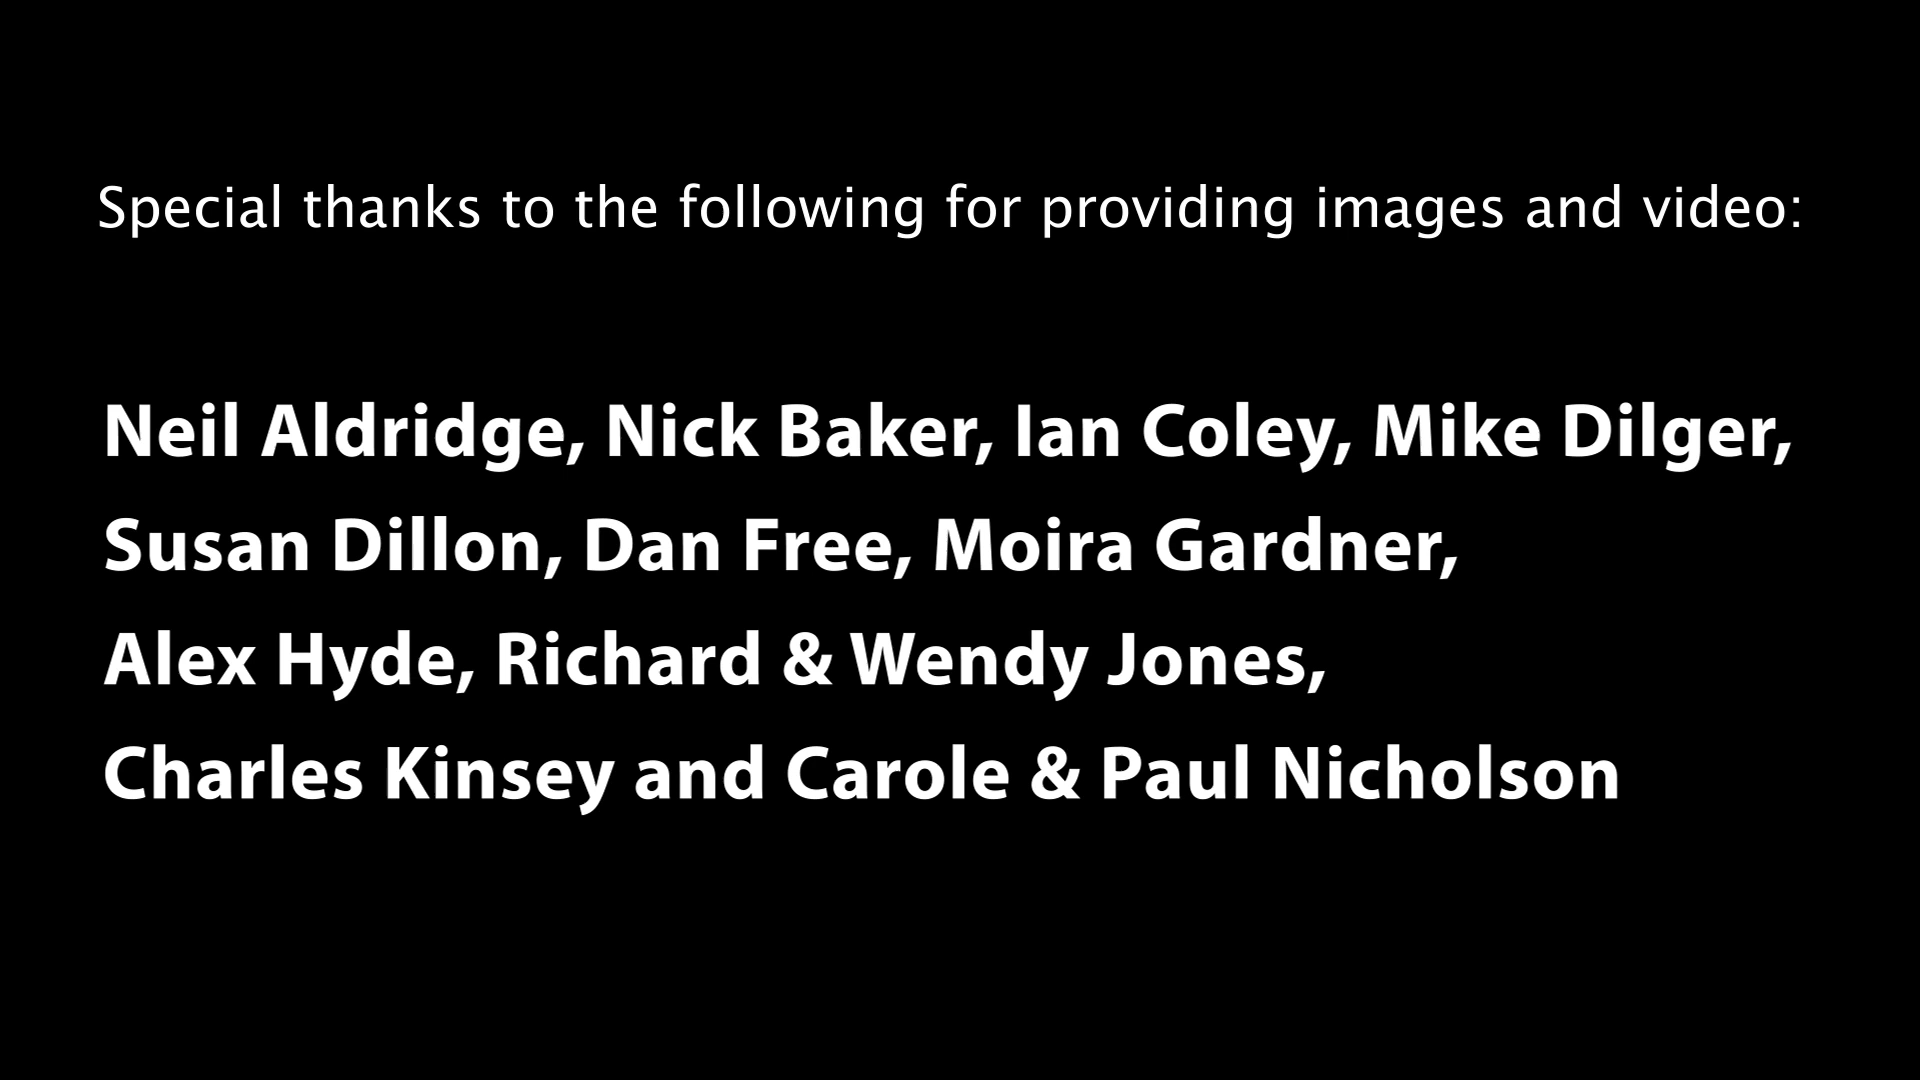 Special thanks to the following for providing images and video:
Neil Aldridge, Nick Baker, Ian Coley, Mike Dilger,
Susan Dillon, Dan Free, Moira Gardner,
Alex Hyde, Richard & Wendy Jones,
Charles Kinsey and Carole & Paul Nicholson